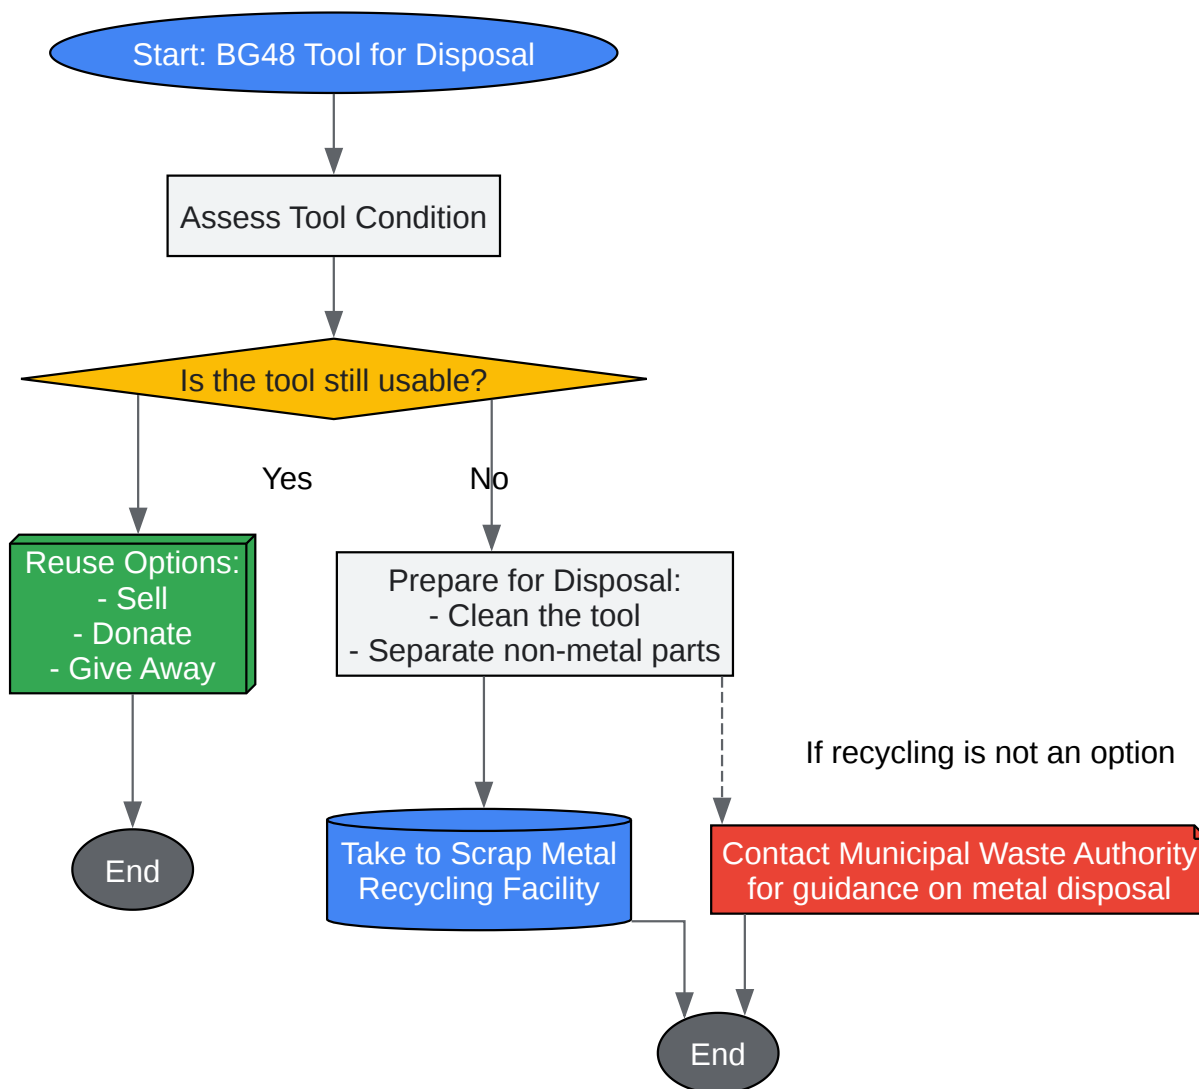 Start: BG48 Tool for Disposal
Assess Tool Condition
Is the tool still usable?
Yes
No
Reuse Options:
- Sell
- Donate
- Give Away
Prepare for Disposal:
- Clean the tool
- Separate non-metal parts
If recycling is not an option
Take to Scrap Metal
Recycling Facility
Contact Municipal Waste Authority
for guidance on metal disposal
End
End